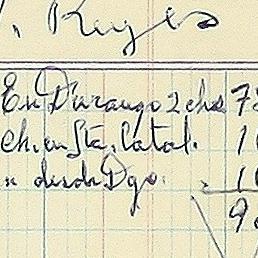 . Reyes
En Durango 2 chs 7
Ch. en Sta. Catal. 1
" desde Dgo. 1
9